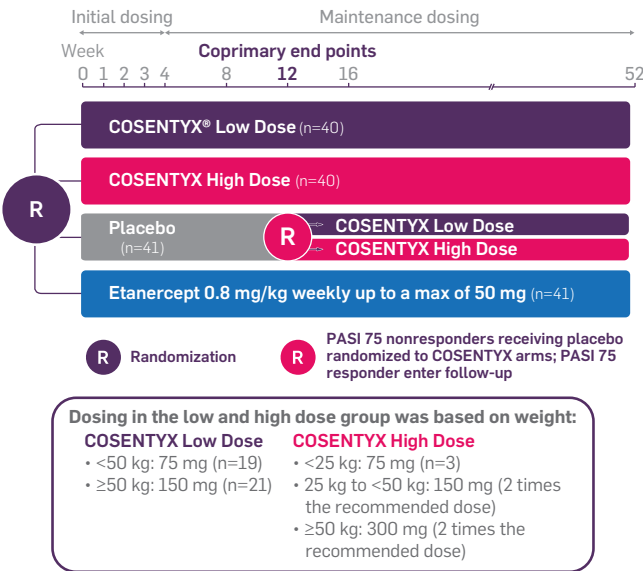 Initial dosing
Maintenance dosing
Week
Coprimary end points
0 1 2 3 4 8 12 16 52
COSENTYX® Low Dose (n=40)
COSENTYX High Dose (n=40)
R
Placebo
(n=41)
R
COSENTYX Low Dose
COSENTYX High Dose
Etanercept 0.8 mg/kg weekly up to a max of 50 mg (n=41)
R
Randomization
R
PASI 75 nonresponders receiving placebo
randomized to COSENTYX arms; PASI 75
responder enter follow-up
Dosing in the low and high dose group was based on weight:
COSENTYX Low Dose
• <50 kg: 75 mg (n=19)
• ≥50 kg: 150 mg (n=21)
COSENTYX High Dose
• <25 kg: 75 mg (n=3)
• 25 kg to <50 kg: 150 mg (2 times
the recommended dose)
• ≥50 kg: 300 mg (2 times the
recommended dose)